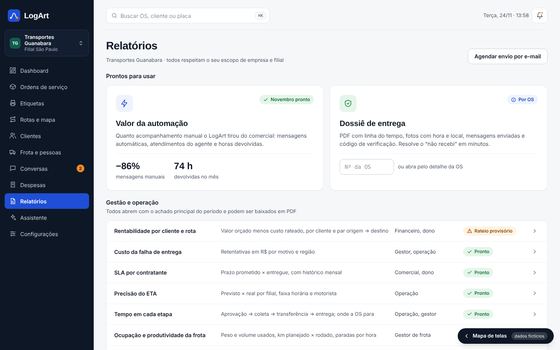 LogArt
Buscar OS, cliente ou placa
⌘K
Terça, 24/11 · 13:58
TG
Transportes
Guanabara
Filial São Paulo
Dashboard
Ordens de serviço
Etiquetas
Rotas e mapa
Clientes
Frota e pessoas
Conversas
2
Despesas
Relatórios
Assistente
Configurações
Relatórios
Transportes Guanabara · todos respeitam o seu escopo de empresa e filial
Agendar envio por e-mail
Prontos para usar
Novembro pronto
Valor da automação
Quanto acompanhamento manual o LogArt tirou do comercial: mensagens
automáticas, atendimentos do agente e horas devolvidas.
−86%
mensagens manuais
74 h
devolvidas no mês
Por OS
Dossiê de entrega
PDF com linha do tempo, fotos com hora e local, mensagens enviadas e
código de verificação. Resolve o "não recebi" em minutos.
Nº da OS
ou abra pelo detalhe da OS
Gestão e operação
Todos abrem com o achado principal do período e podem ser baixados em PDF
Rentabilidade por cliente e rota
Valor orçado menos custo rateado, por cliente e par origem → destino
Financeiro, dono
Rateio provisório
Custo da falha de entrega
Retentativas em R$ por motivo e região
Gestor, operação
Pronto
SLA por contratante
Prazo prometido × entregue, com histórico mensal
Comercial, dono
Pronto
Precisão do ETA
Previsto × real por filial, faixa horária e motorista
Operação
Pronto
Tempo em cada etapa
Aprovação → coleta → transferência → entrega; onde a OS para
Operação, gestor
Pronto
Ocupação e produtividade da frota
Peso e volume usados, km planejado × rodado, paradas por hora
Gestor de frota
Mapa de telas
dados fictícios